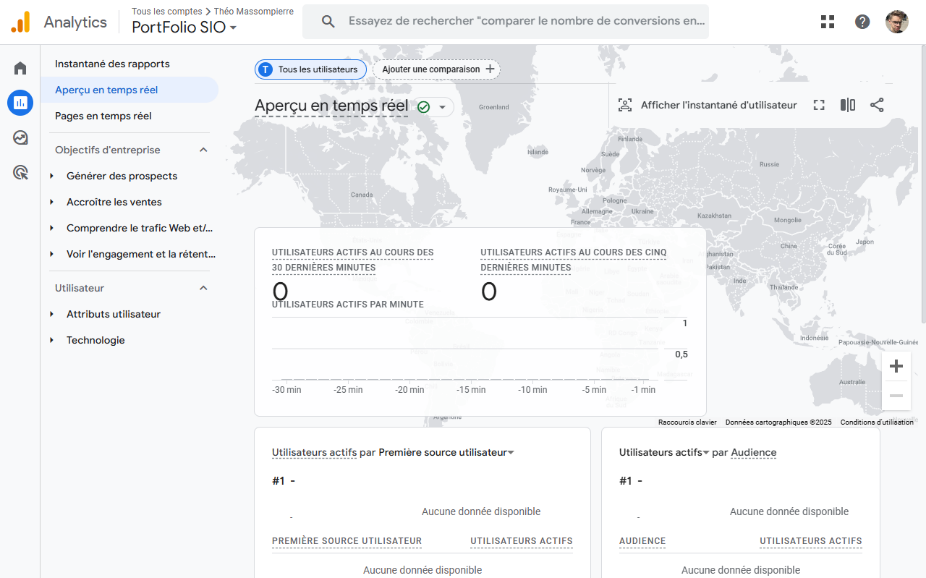 Analytics
Tous les comptes > Théo Massompierre
PortFolio SIO
Essayez de rechercher "comparer le nombre de conversions en...
Instantané des rapports
Aperçu en temps réel
Pages en temps réel
Objectifs d'entreprise
Générer des prospects
Accroître les ventes
Comprendre le trafic Web et/...
Voir l'engagement et la rétent...
Utilisateur
Attributs utilisateur
Technologie
T Tous les utilisateurs
Ajouter une comparaison +
Aperçu en temps réel
Afficher l'instantané d'utilisateur
Groenland
Islande
Finlande
Suède
Norvège
Russie
Royaume-Uni
Pologne
Allemagne
Ukraine
France
Canada
Kazakhstan
Mongolie
Chine
Corée du Sud
Japon
Inde
Thaïlande
Indonésie
Papouasie-Nouvelle-Guinée
Australie
UTILISATEURS ACTIFS AU COURS DES
30 DERNIÈRES MINUTES
0
UTILISATEURS ACTIFS AU COURS DES CINQ
DERNIÈRES MINUTES
0
UTILISATEURS ACTIFS PAR MINUTE
1
0,5
-30 min -25 min -20 min -15 min -10 min -5 min -1 min
Raccourcis clavier Données cartographiques ©2025 Conditions d'utilisation
Utilisateurs actifs par Première source utilisateur
#1 -
-
Aucune donnée disponible
PREMIÈRE SOURCE UTILISATEUR UTILISATEURS ACTIFS
Aucune donnée disponible
Utilisateurs actifs par Audience
#1 -
-
Aucune donnée disponible
AUDIENCE UTILISATEURS ACTIFS
Aucune donnée disponible